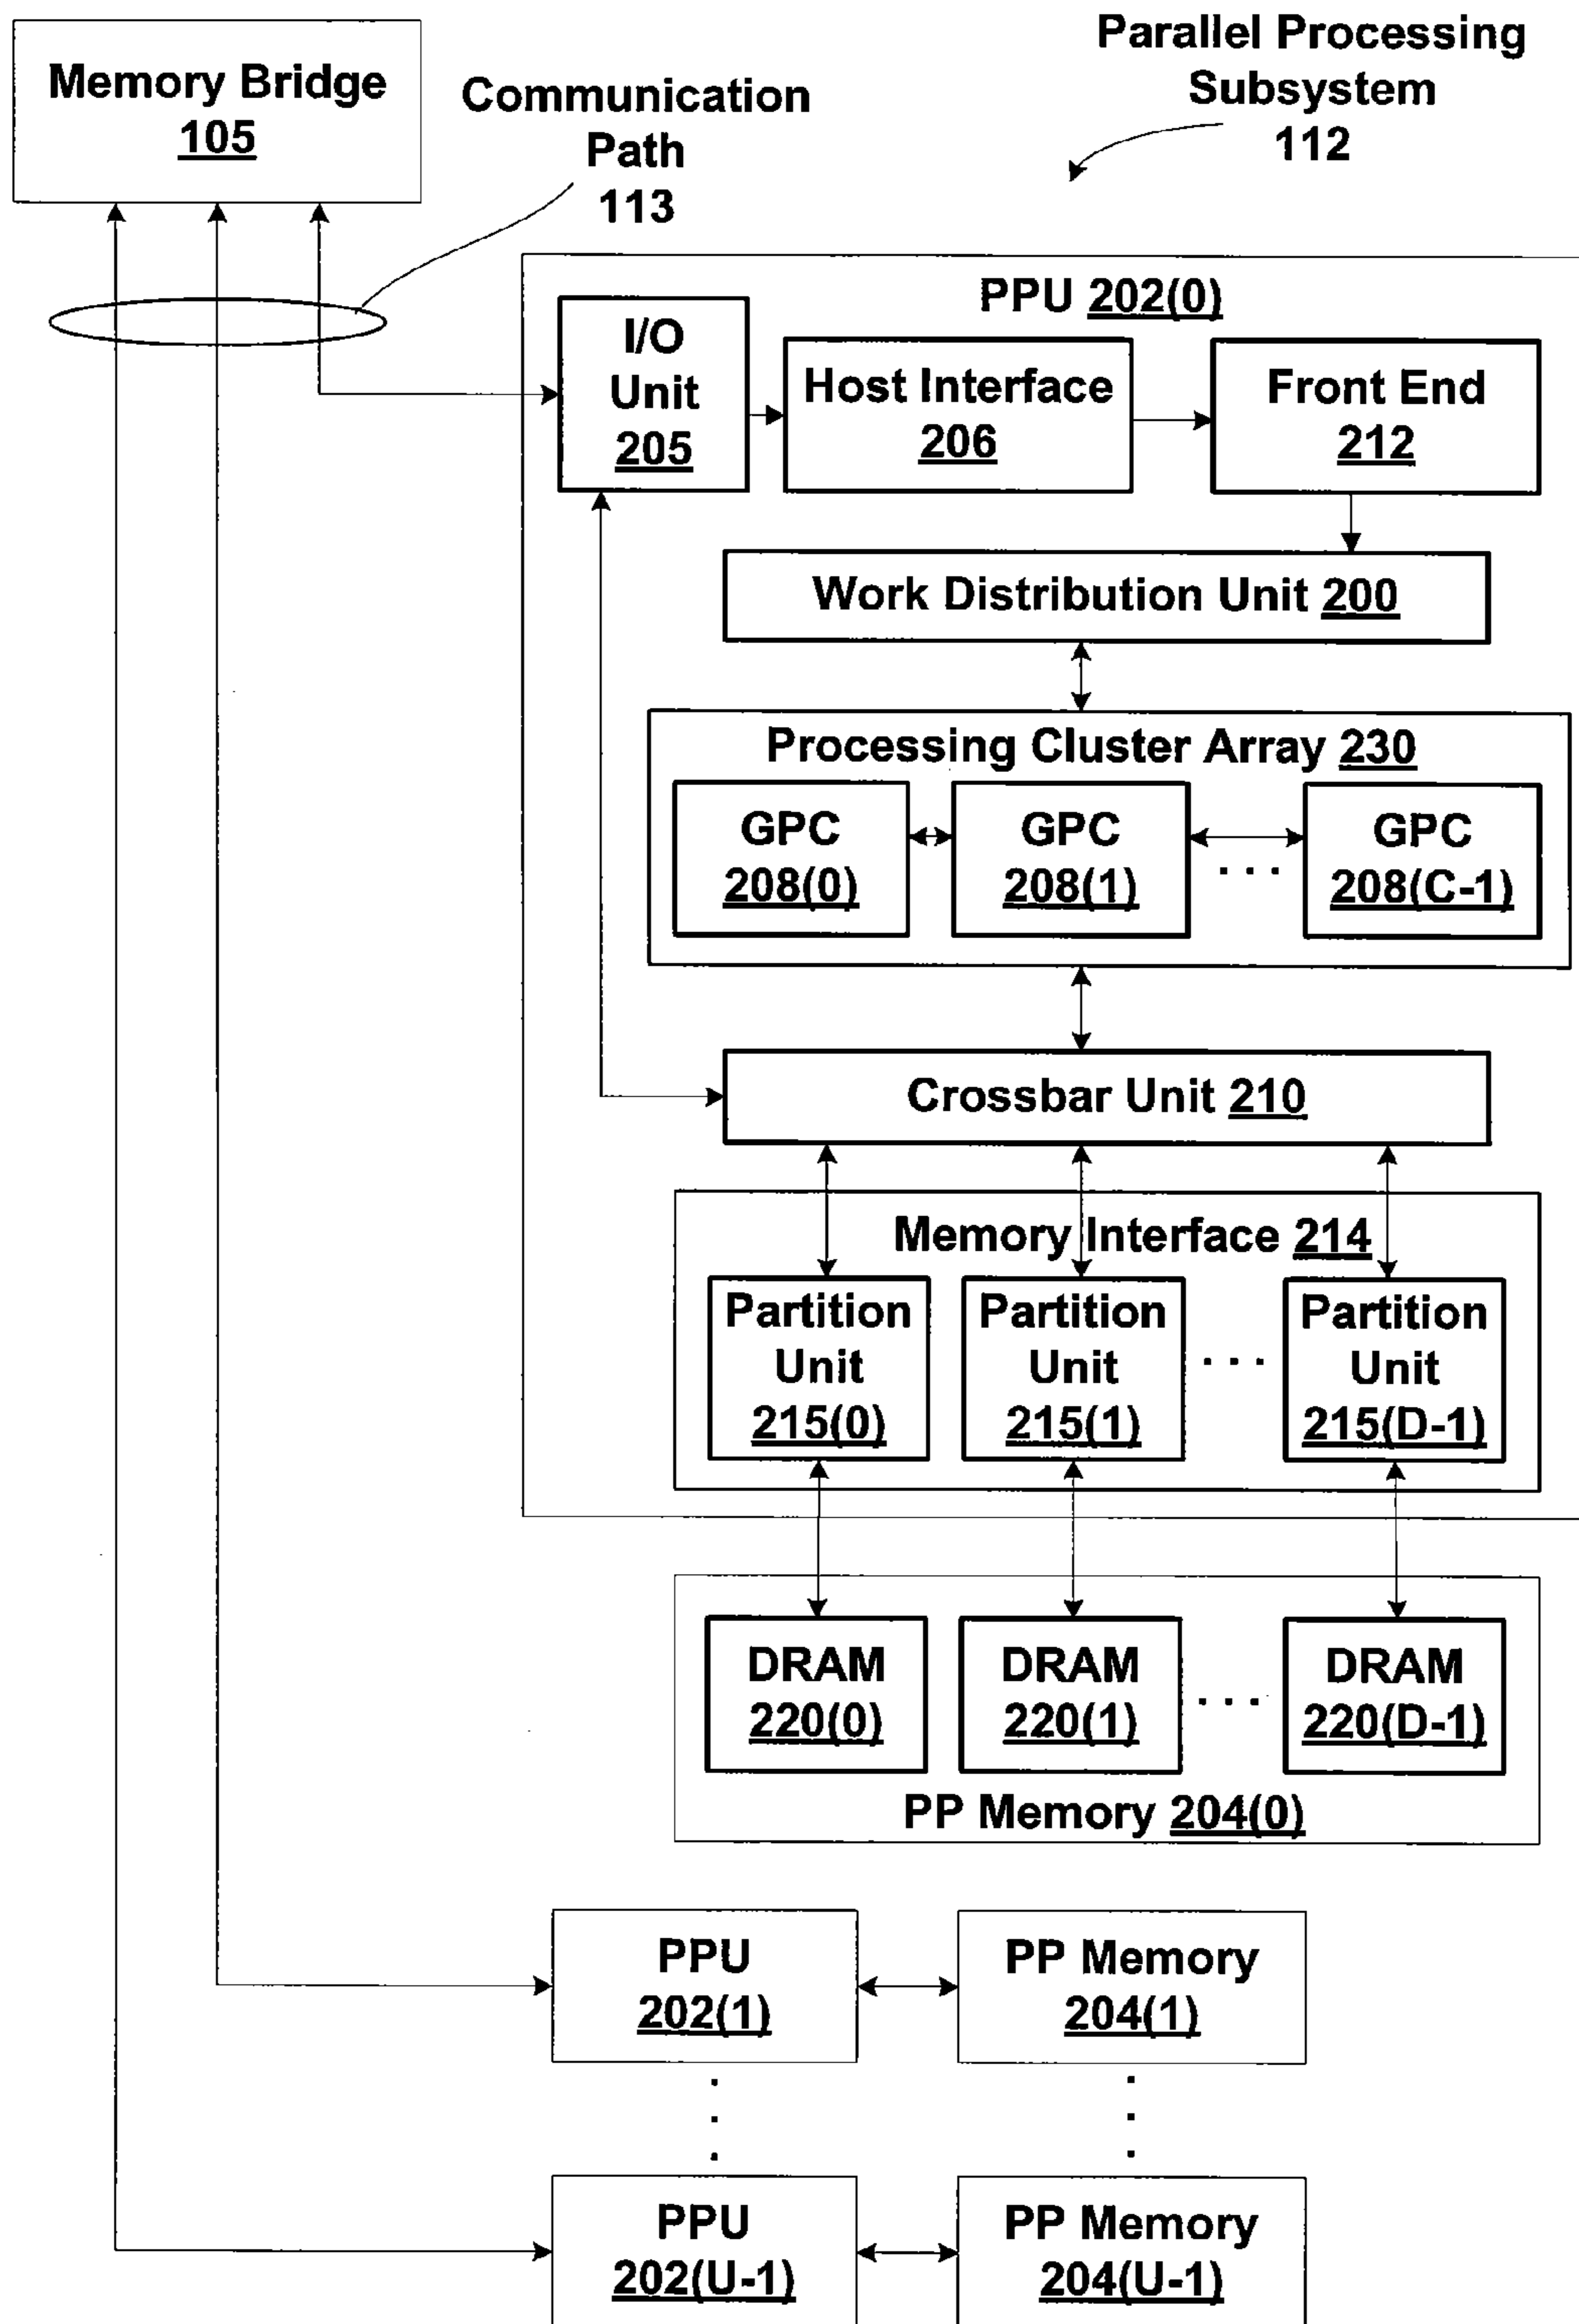 Memory Bridge
105
Communication
Path
113
Parallel Processing
Subsystem
112
PPU 202(0)
I/O
Unit
205
Host Interface
206
Front End
212
Work Distribution Unit 200
Processing Cluster Array 230
GPC
208(0)
GPC
208(1)
. . .
GPC
208(C-1)
Crossbar Unit 210
Memory Interface 214
Partition
Unit
215(0)
Partition
Unit
215(1)
. . .
Partition
Unit
215(D-1)
DRAM
220(0)
DRAM
220(1)
. . .
DRAM
220(D-1)
PP Memory 204(0)
PPU
202(1)
PP Memory
204(1)
PPU
202(U-1)
PP Memory
204(U-1)